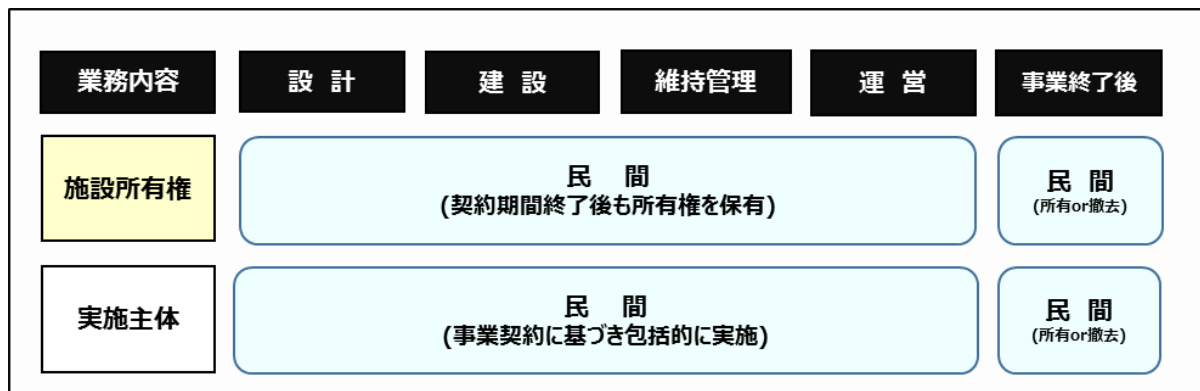 業務内容 設 計 建 設 維持管理 運 営 事業終了後
施設所有権
民 間
(契約期間終了後も所有権を保有)
民 間
(所有or撤去)
実施主体
民 間
(事業契約に基づき包括的に実施)
民 間
(所有or撤去)